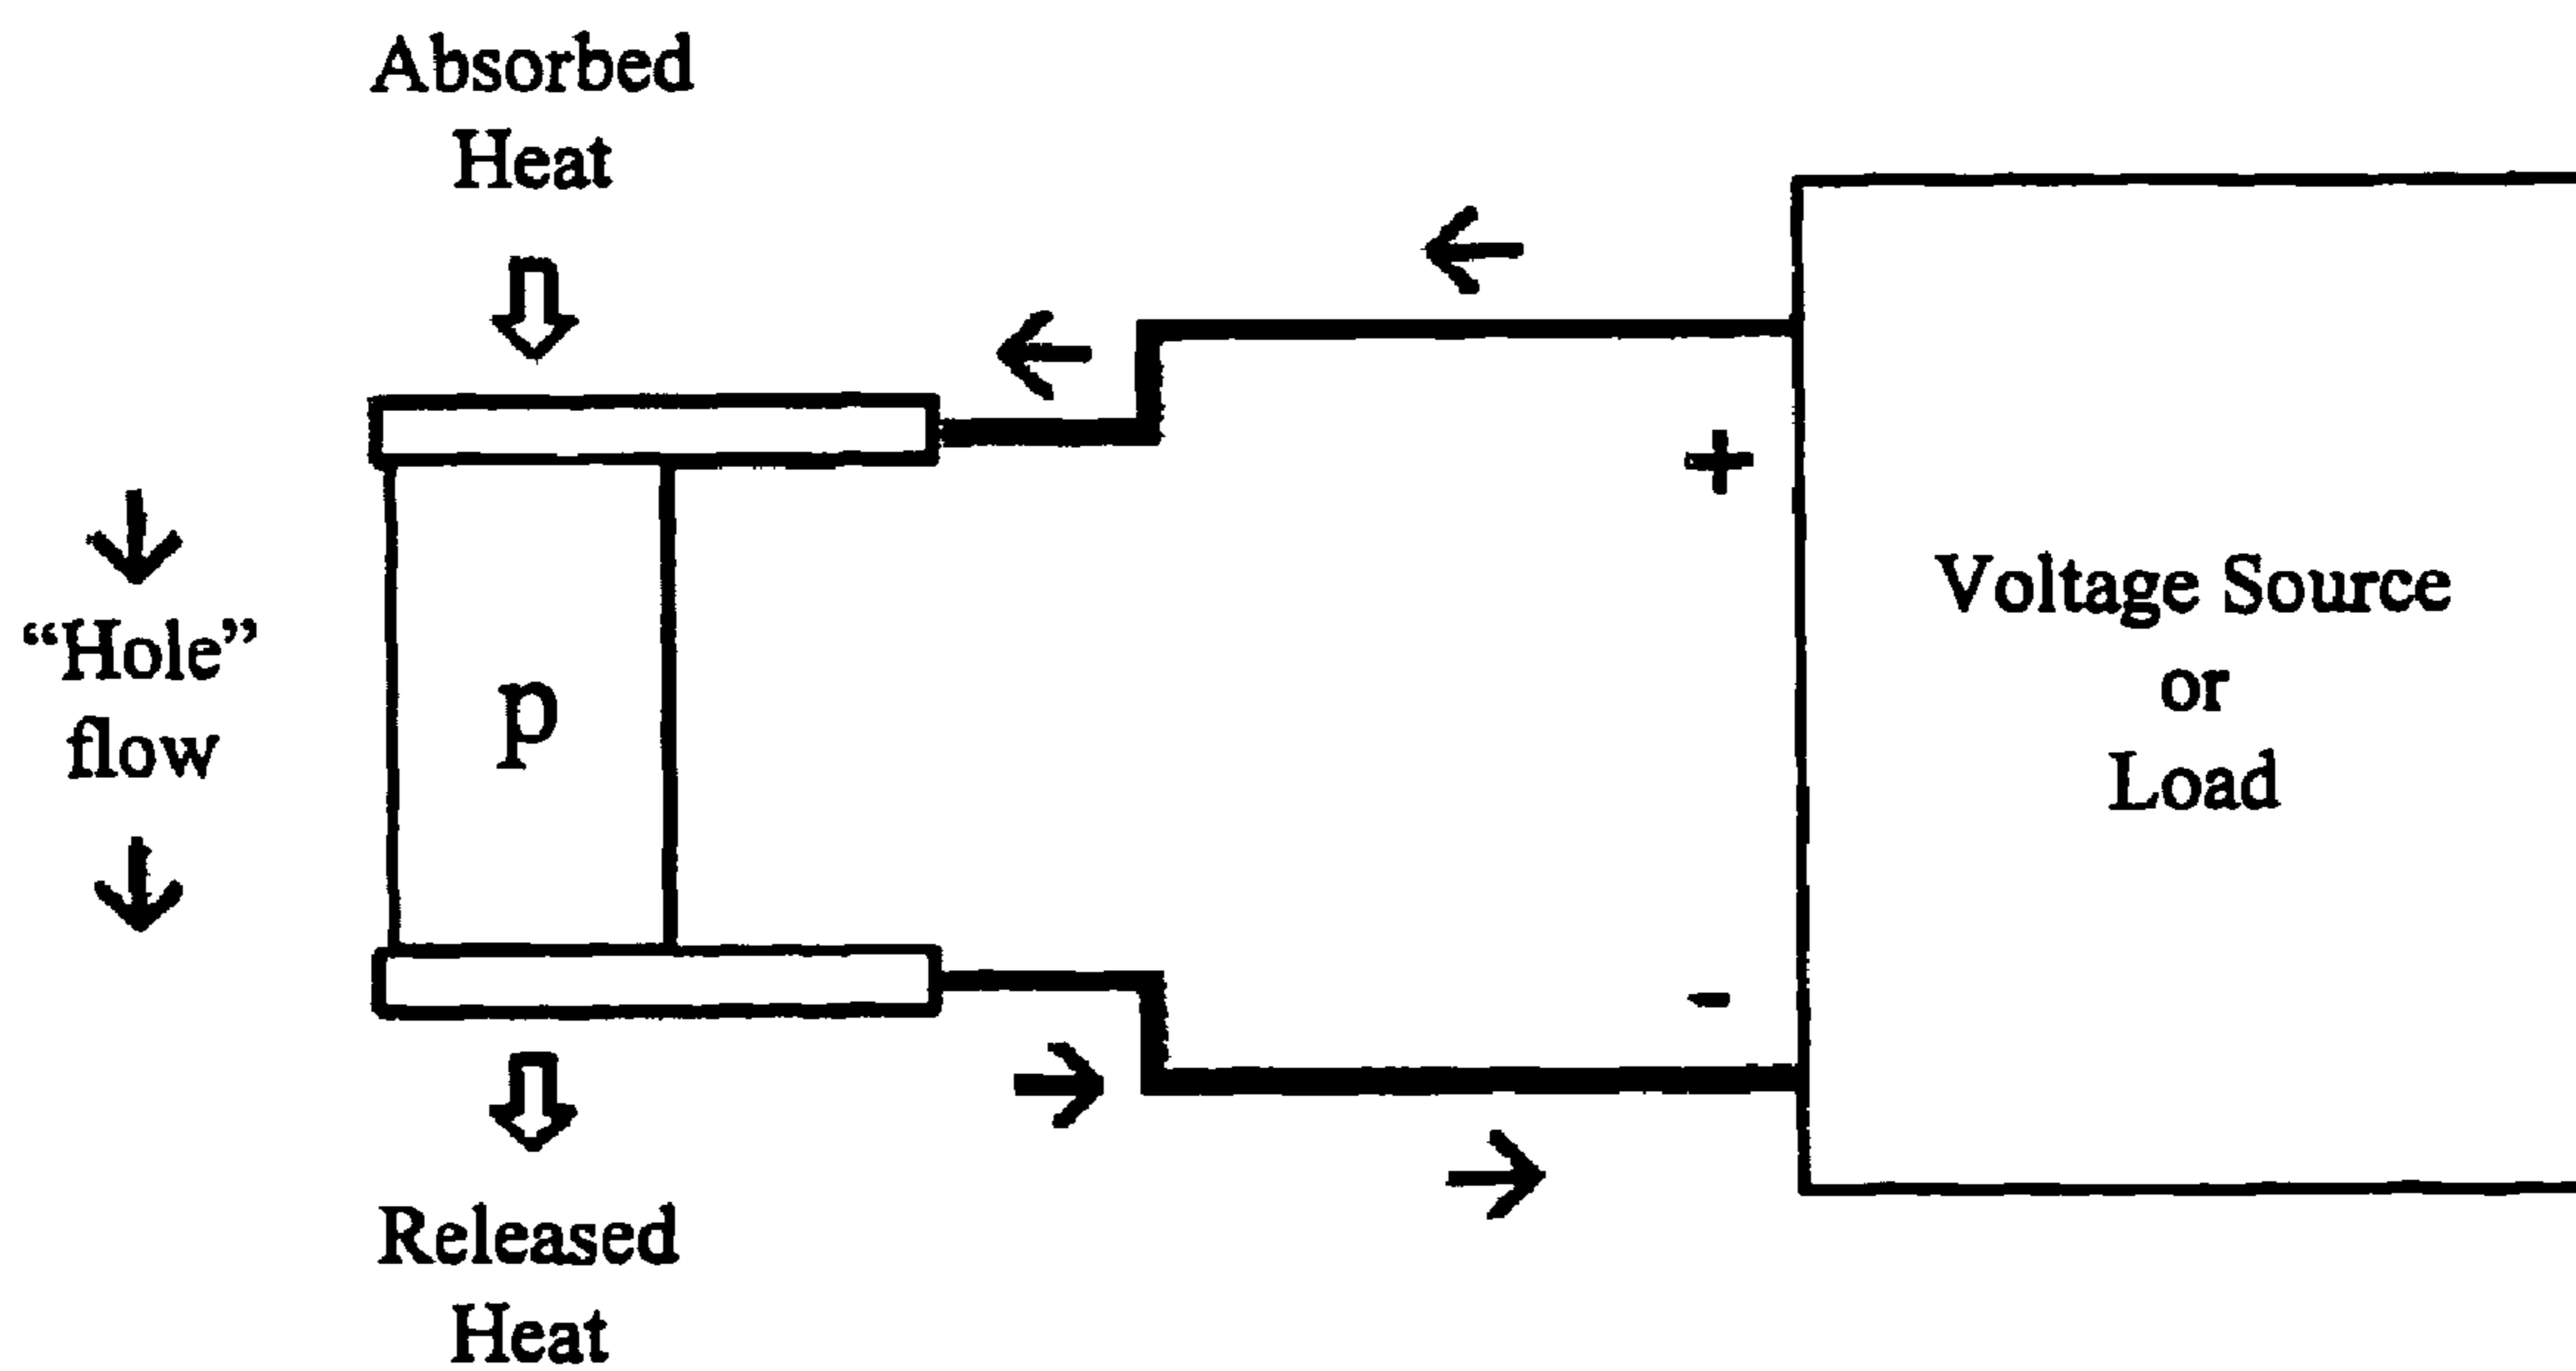 Absorbed
Heat
+
“Hole”
flow
p
Voltage Source
or
Load
-
Released
Heat